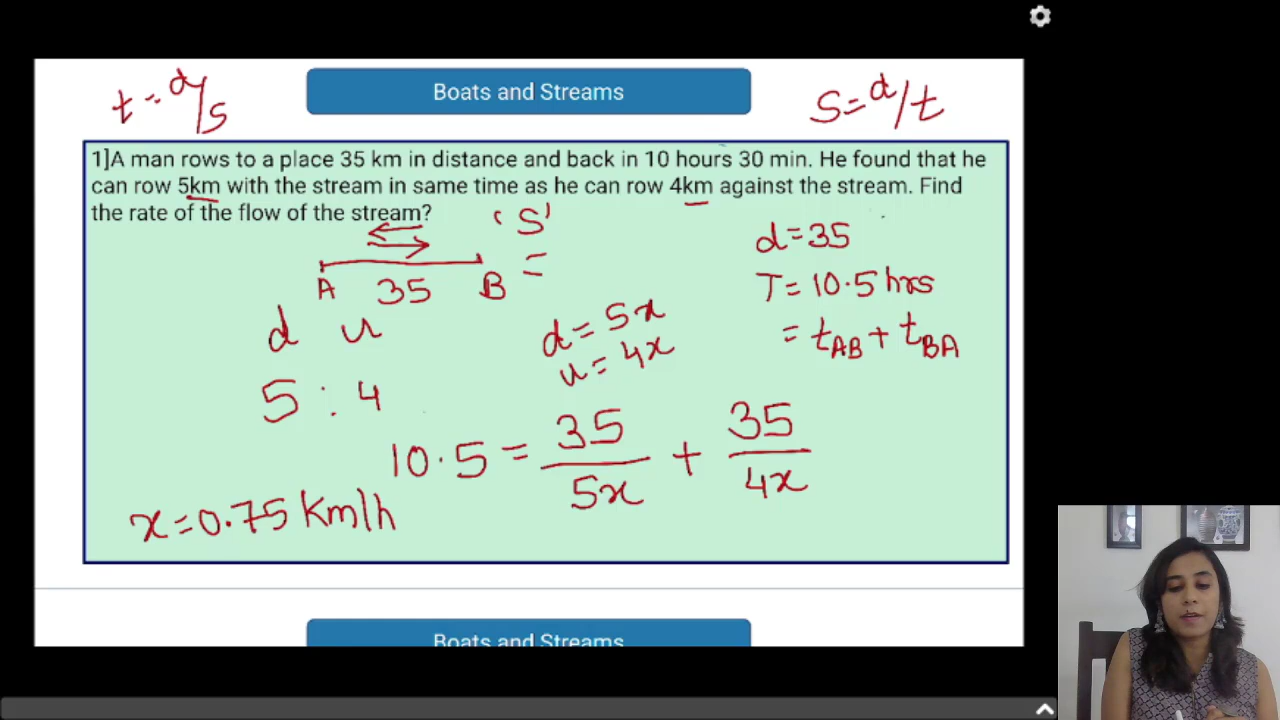 t = d/s
Boats and Streams
S = d/t
1]A man rows to a place 35 km in distance and back in 10 hours 30 min. He found that he
can row 5km with the stream in same time as he can row 4km against the stream. Find
the rate of the flow of the stream?
'S'
=
A 35 B
d = 35
T = 10.5 hrs
= tAB + tBA
d u
5 : 4
d = 5x
u = 4x
10.5 = 35/5x + 35/4x
x = 0.75 Km/h
Boats and Streams